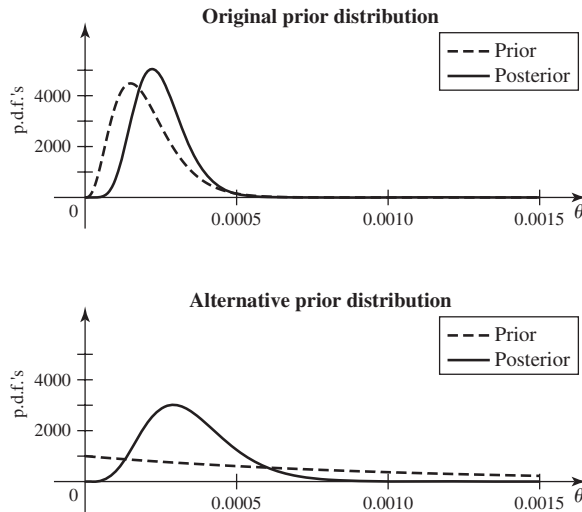 Original prior distribution
Prior
Posterior
p.d.f.'s
4000
2000
0
0.0005
0.0010
0.0015
θ
Alternative prior distribution
Prior
Posterior
p.d.f.'s
4000
2000
0
0.0005
0.0010
0.0015
θ